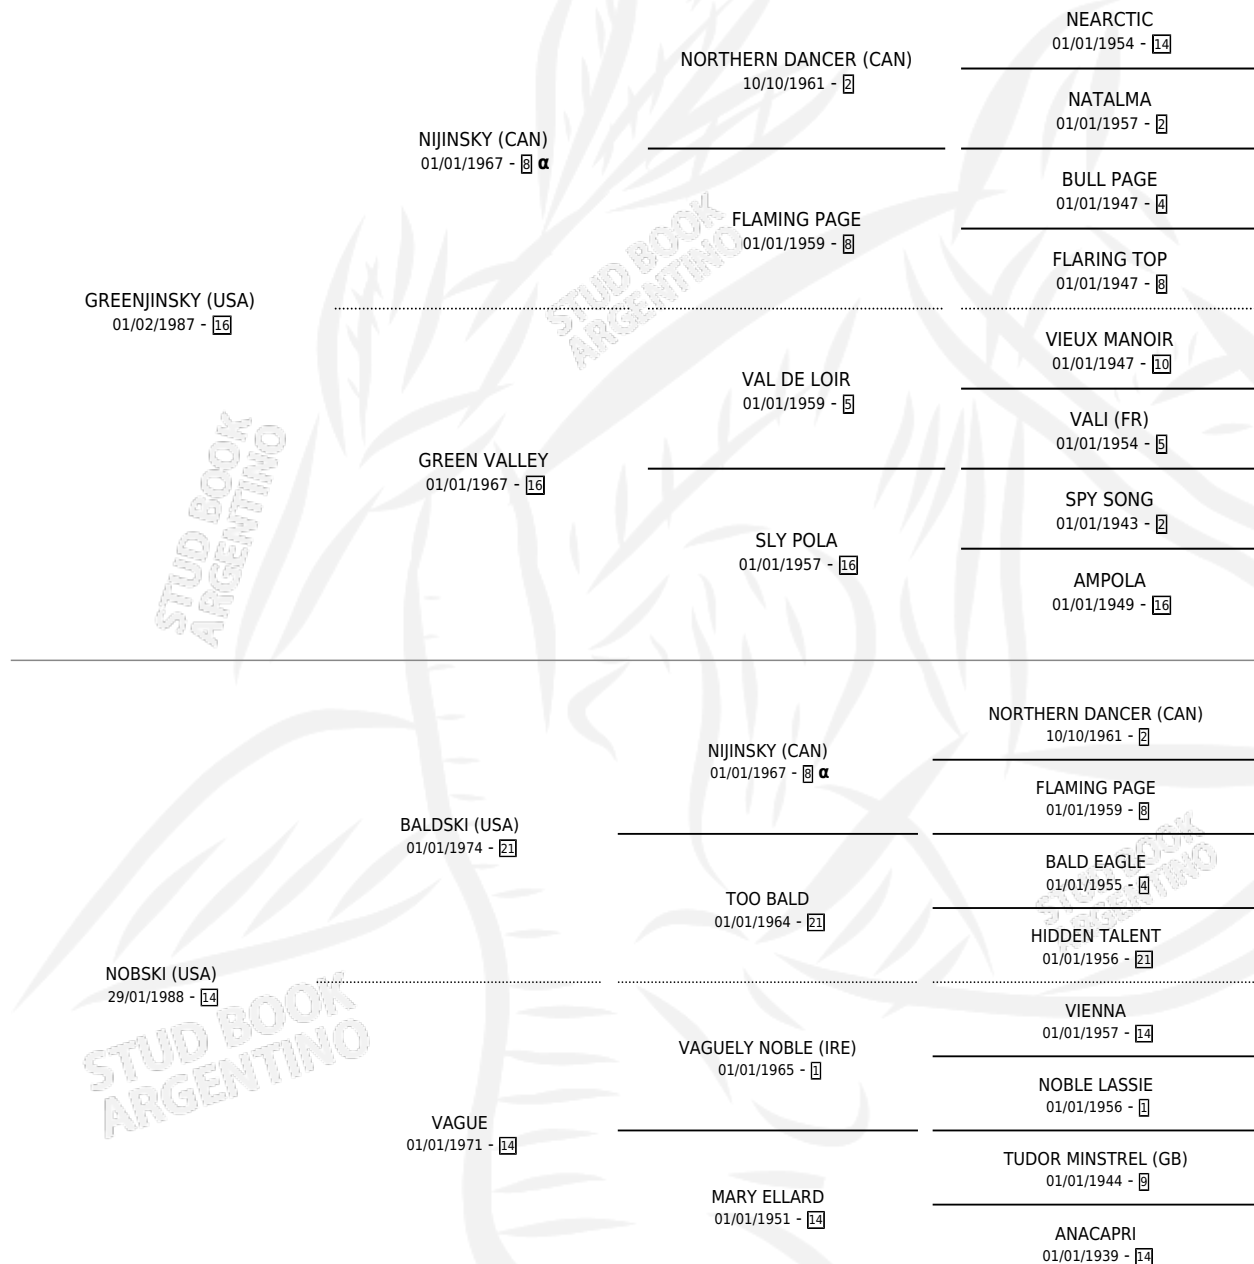 NEARCTIC
01/01/1954 - 14
NORTHERN DANCER (CAN)
10/10/1961 - 2
NATALMA
01/01/1957 - 2
NIJINSKY (CAN)
01/01/1967 - 8 α
BULL PAGE
01/01/1947 - 4
FLAMING PAGE
01/01/1959 - 8
FLARING TOP
01/01/1947 - 8
GREENJINSKY (USA)
01/02/1987 - 16
VIEUX MANOIR
01/01/1947 - 10
VAL DE LOIR
01/01/1959 - 5
VALI (FR)
01/01/1954 - 5
GREEN VALLEY
01/01/1967 - 16
SPY SONG
01/01/1943 - 2
SLY POLA
01/01/1957 - 16
AMPOLA
01/01/1949 - 16
STUD BOOK
ARGENTINO
STUD BOOK
ARGENTINO
NORTHERN DANCER (CAN)
10/10/1961 - 2
NIJINSKY (CAN)
01/01/1967 - 8 α
FLAMING PAGE
01/01/1959 - 8
BALDSKI (USA)
01/01/1974 - 21
BALD EAGLE
01/01/1955 - 4
TOO BALD
01/01/1964 - 21
HIDDEN TALENT
01/01/1956 - 21
NOBSKI (USA)
29/01/1988 - 14
VIENNA
01/01/1957 - 14
VAGUELY NOBLE (IRE)
01/01/1965 - 1
NOBLE LASSIE
01/01/1956 - 1
VAGUE
01/01/1971 - 14
TUDOR MINSTREL (GB)
01/01/1944 - 9
MARY ELLARD
01/01/1951 - 14
ANACAPRI
01/01/1939 - 14
STUD BOOK
ARGENTINO
STUD BOOK
ARGENTINO